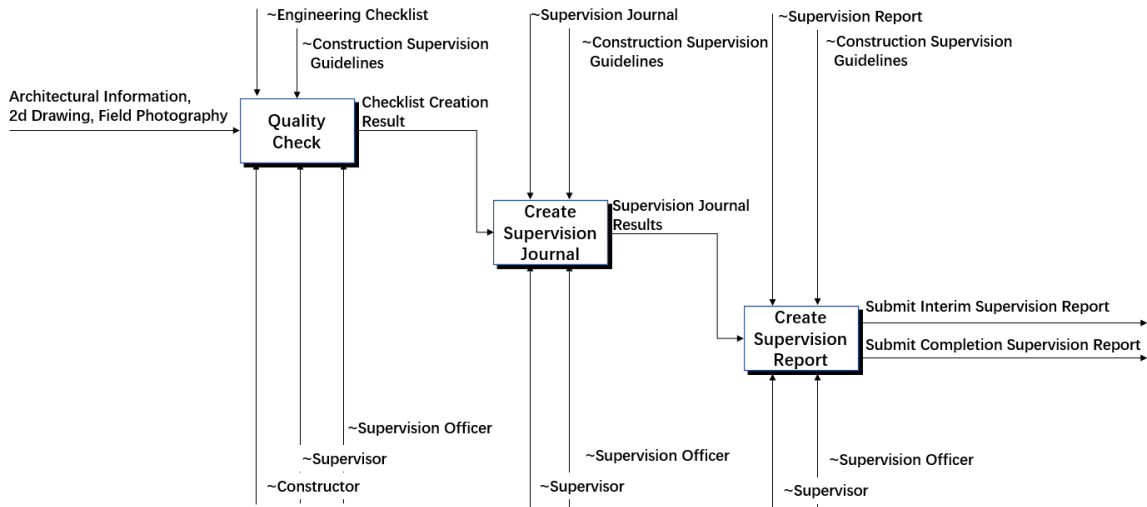 ~Engineering Checklist
~Construction Supervision
Guidelines
~Supervision Journal
~Construction Supervision
Guidelines
~Supervision Report
~Construction Supervision
Guidelines
Architectural Information,
2d Drawing, Field Photography
Quality
Check
Checklist Creation
Result
Create
Supervision
Journal
Supervision Journal
Results
Create
Supervision
Report
Submit Interim Supervision Report
Submit Completion Supervision Report
~Supervision Officer
~Supervisor
~Constructor
~Supervision Officer
~Supervisor
~Supervision Officer
~Supervisor